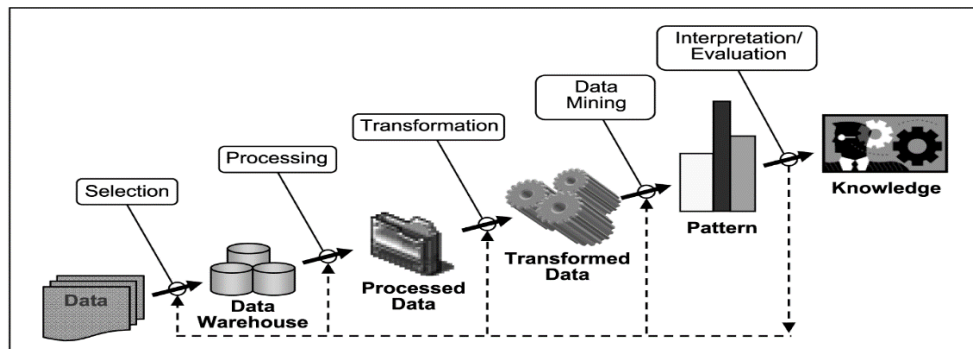 Interpretation/
Evaluation
Data
Mining
Transformation
Processing
Selection
Knowledge
Pattern
Transformed
Data
Processed
Data
Data
Warehouse
Data